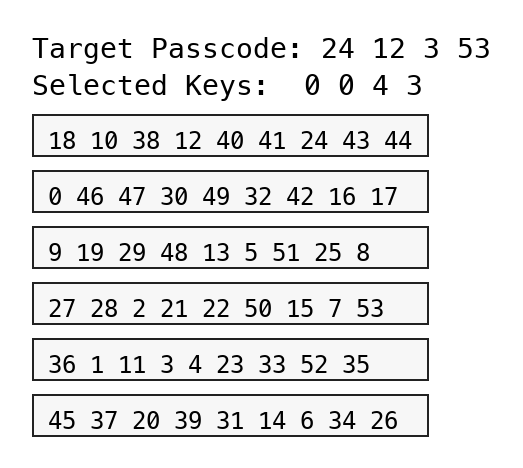 Target Passcode: 24 12 3 53
Selected Keys: 0 0 4 3
18 10 38 12 40 41 24 43 44
0 46 47 30 49 32 42 16 17
9 19 29 48 13 5 51 25 8
27 28 2 21 22 50 15 7 53
36 1 11 3 4 23 33 52 35
45 37 20 39 31 14 6 34 26